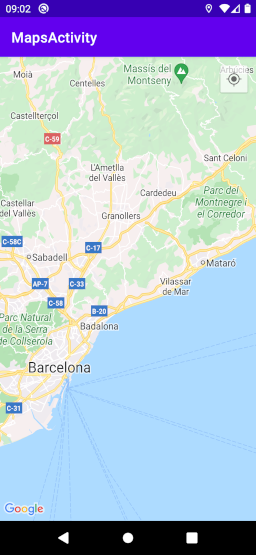 09:02
MapsActivity
Massís del
Montseny
Arbúcies
Moià
Centelles
Castellterçol
C-59
L'Ametlla
del Vallès
Sant Celoni
Cardedeu
Parc del
Montnegre i
el Corredor
Castellar
del Vallès
Granollers
C-58C
C-17
Sabadell
Mataró
AP-7
C-33
Vilassar
de Mar
C-58
B-20
Parc Natural
de la Serra
de Collserola
Badalona
Barcelona
C-31
Google